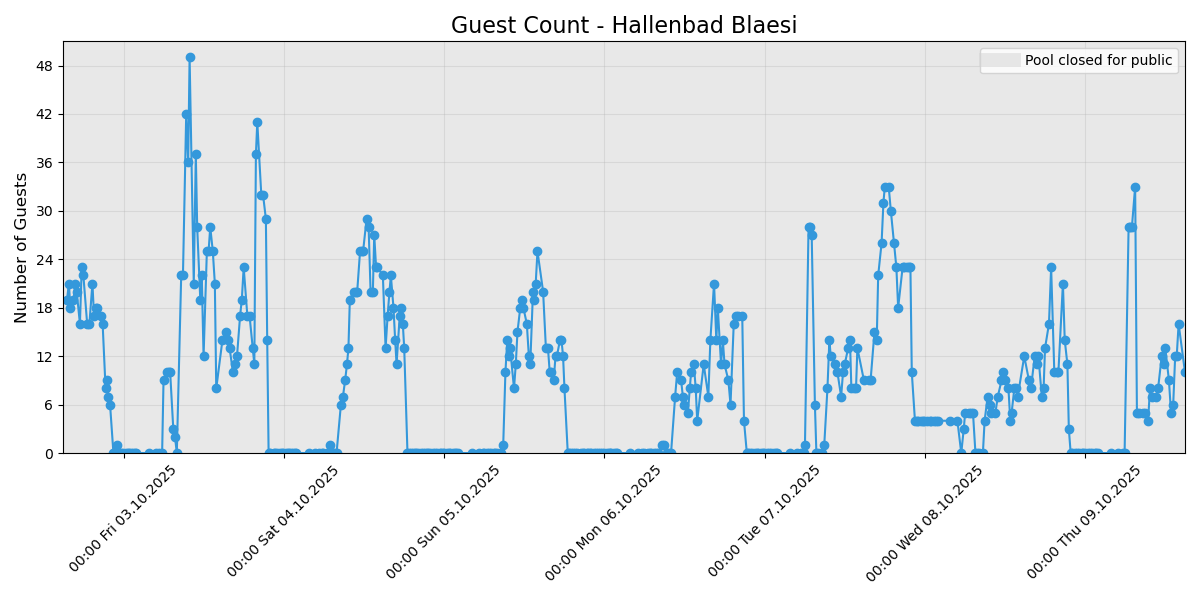 Guest Count - Hallenbad Blaesi
Pool closed for public
Number of Guests
48
42
36
30
24
18
12
6
0
00:00 Fri 03.10.2025
00:00 Sat 04.10.2025
00:00 Sun 05.10.2025
00:00 Mon 06.10.2025
00:00 Tue 07.10.2025
00:00 Wed 08.10.2025
00:00 Thu 09.10.2025